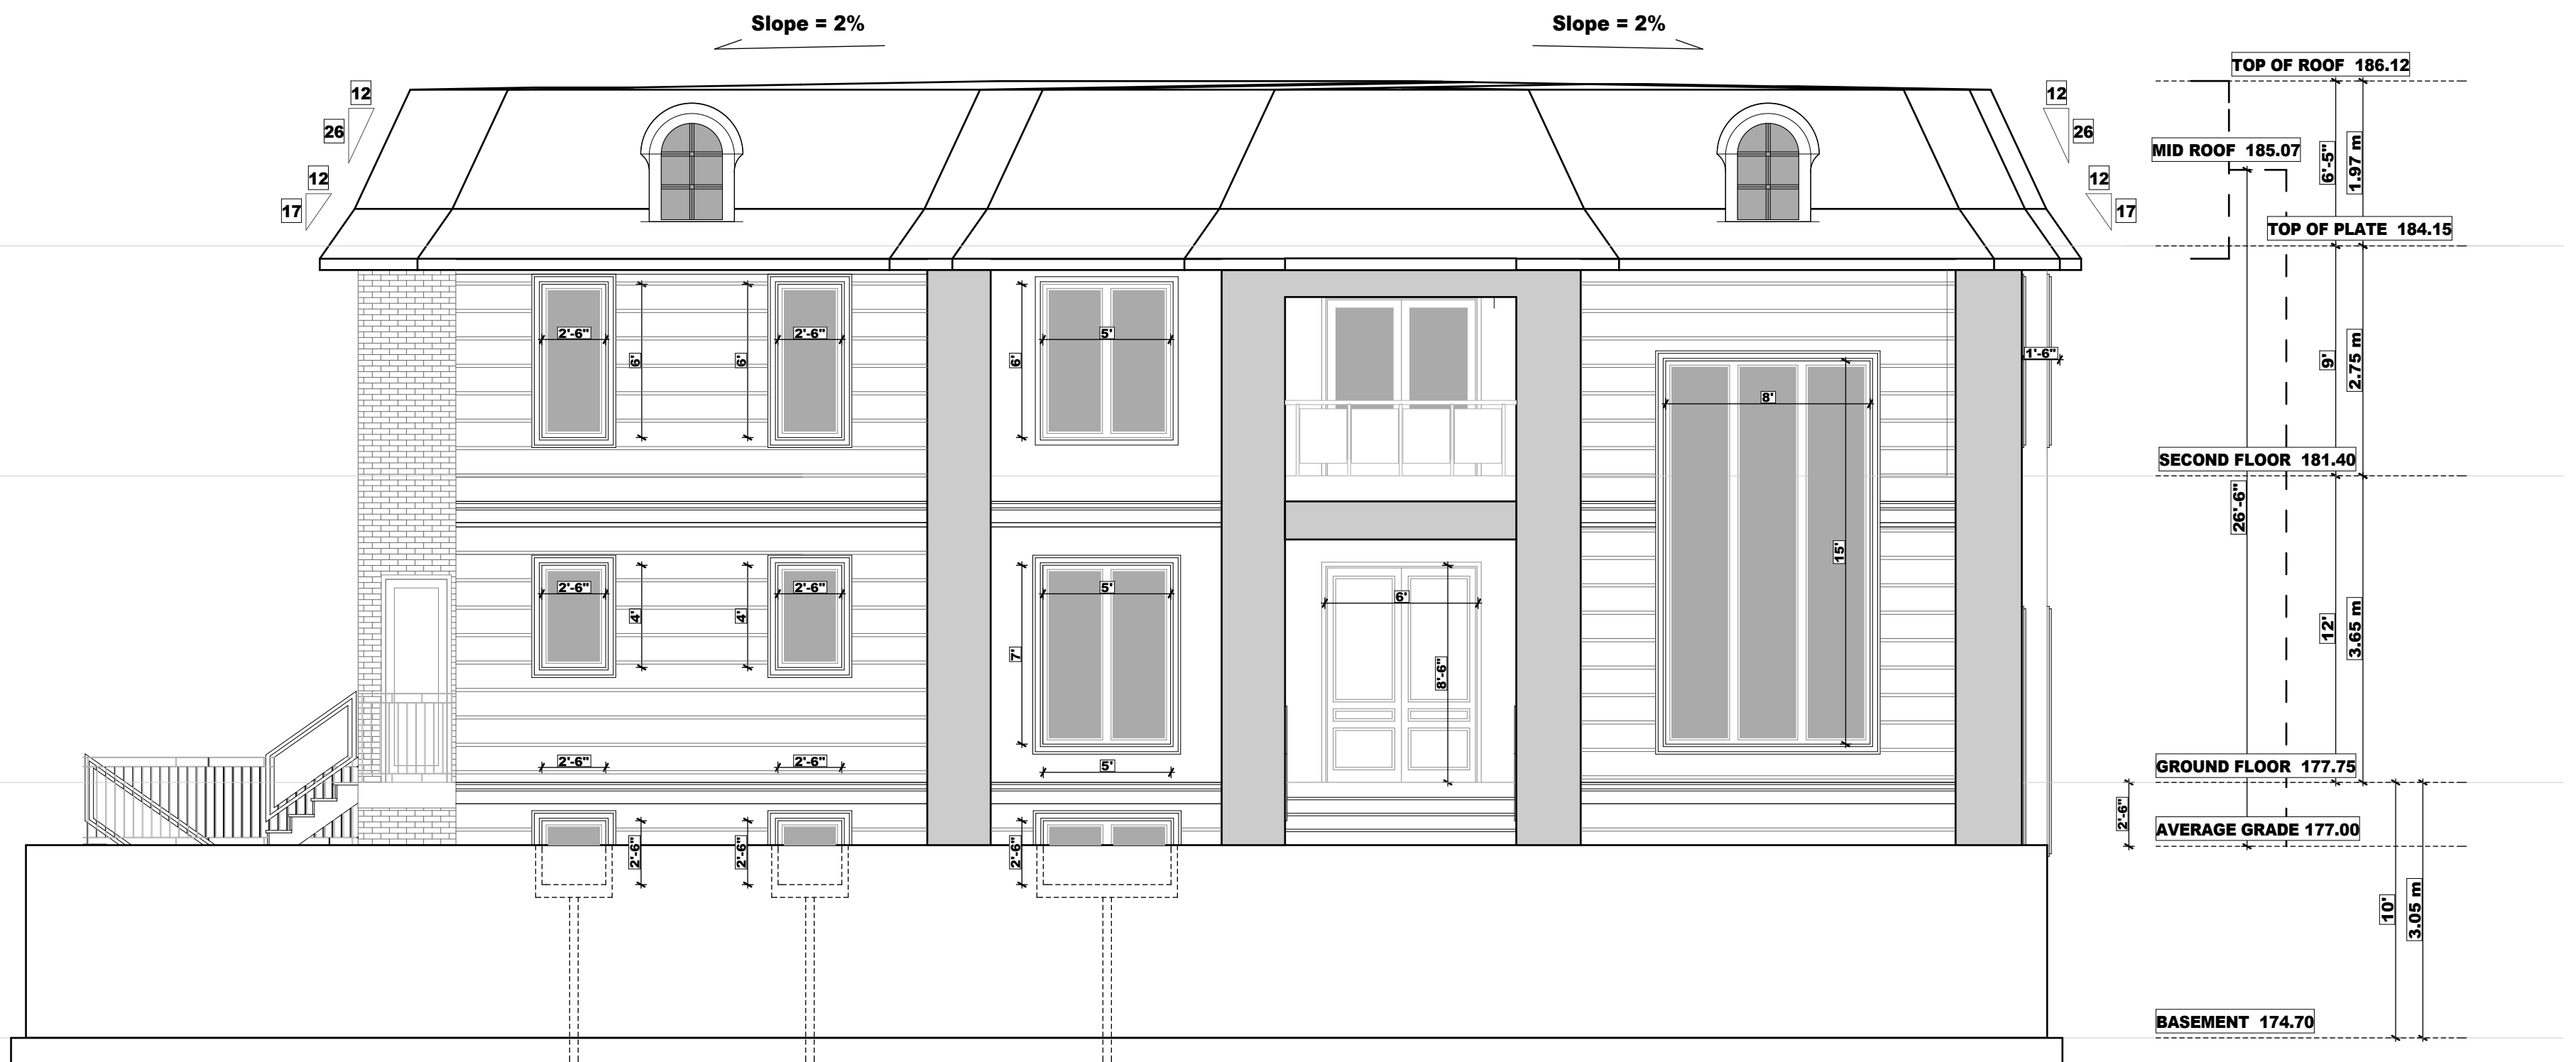 Slope = 2%
Slope = 2%
TOP OF ROOF 186.12
12
12
26
26
MID ROOF 185.07
6'-5"
1.97 m
12
12
17
17
TOP OF PLATE 184.15
2'-6"
6'
6'
2'-6"
6'
5'
1'-6"
9'
2.75 m
8'
SECOND FLOOR 181.40
26'-6"
15'
2'-6"
4'
4'
2'-6"
7'
5'
6'
8'-6"
12'
3.65 m
2'-6"
2'-6"
5'
GROUND FLOOR 177.75
2'-6"
AVERAGE GRADE 177.00
2'-6"
2'-6"
2'-6"
10'
3.05 m
BASEMENT 174.70